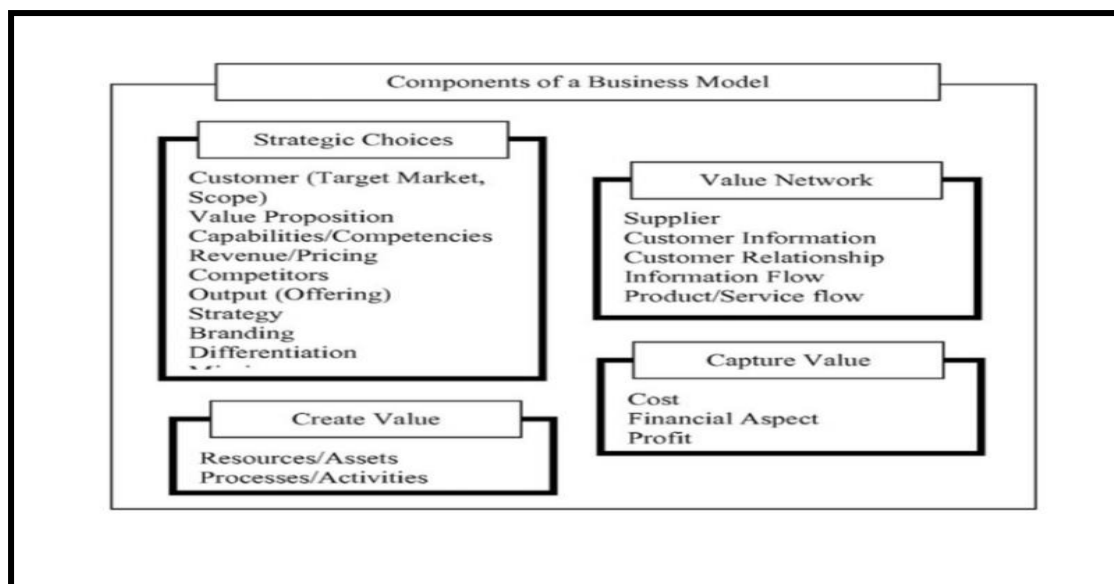 Components of a Business Model
Strategic Choices
Customer (Target Market,
Scope)
Value Proposition
Capabilities/Competencies
Revenue/Pricing
Competitors
Output (Offering)
Strategy
Branding
Differentiation
Create Value
Resources/Assets
Processes/Activities
Value Network
Supplier
Customer Information
Customer Relationship
Information Flow
Product/Service flow
Capture Value
Cost
Financial Aspect
Profit